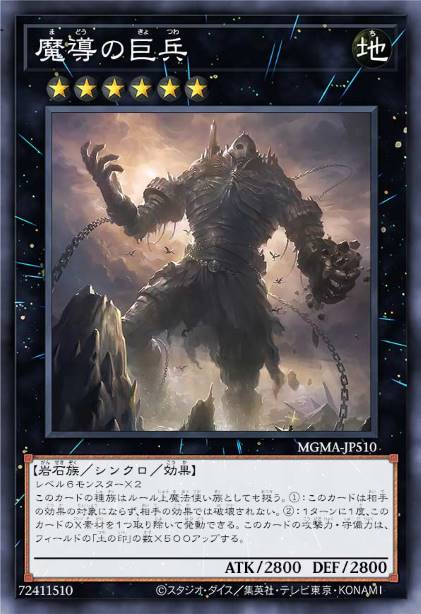 魔導の巨兵
地
MGMA-JP510
【岩石族／シンクロ／効果】
レベル6モンスター×2
このカードの種族はルール上魔法使い族としても扱う。①：このカードは相手
の効果の対象にならず、相手の効果では破壊されない。②：1ターンに1度、この
カードのX素材を1つ取り除いて発動できる。このカードの攻撃力・守備力は、
フィールドの「土の印」の数×500アップする。
ATK/2800 DEF/2800
72411510
©スタジオ・ダイス／集英社・テレビ東京・KONAMI